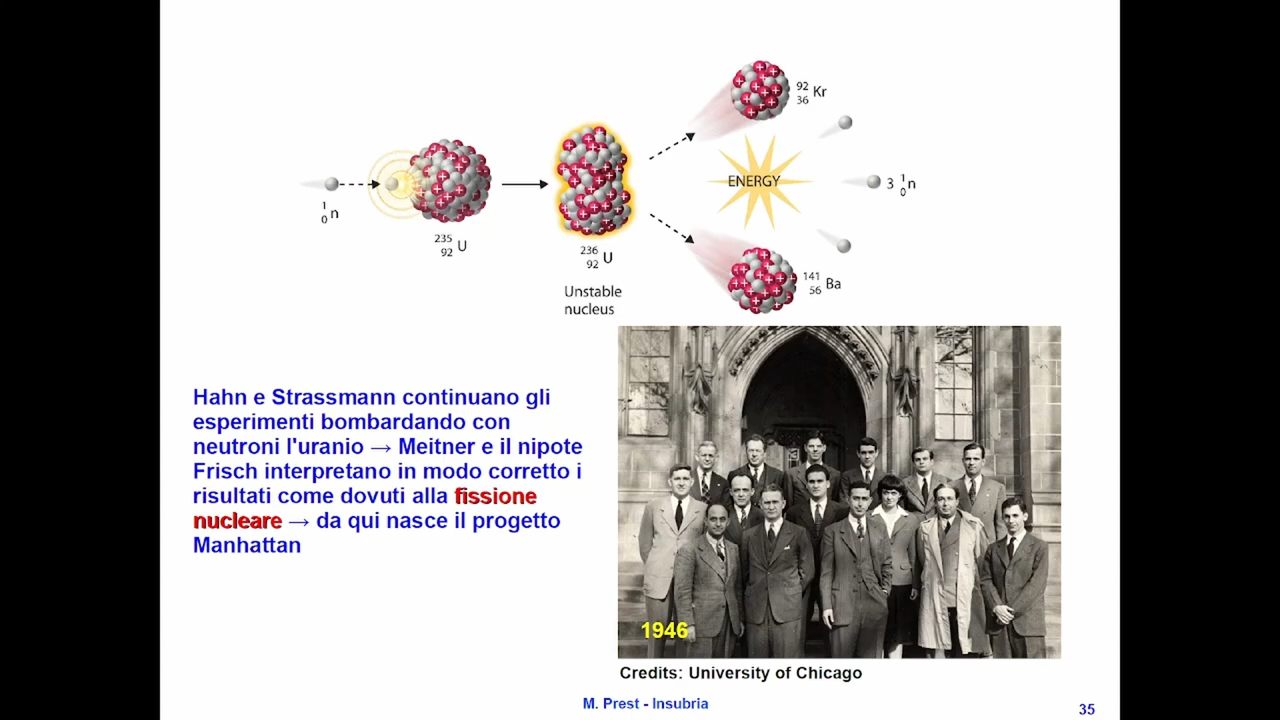 92
36 Kr
ENERGY
3 1
0 n
1
0 n
235
92 U
236
92 U
141
56 Ba
Unstable
nucleus
Hahn e Strassmann continuano gli
esperimenti bombardando con
neutroni l'uranio → Meitner e il nipote
Frisch interpretano in modo corretto i
risultati come dovuti alla fissione
nucleare → da qui nasce il progetto
Manhattan
1946
Credits: University of Chicago
M. Prest - Insubria
35